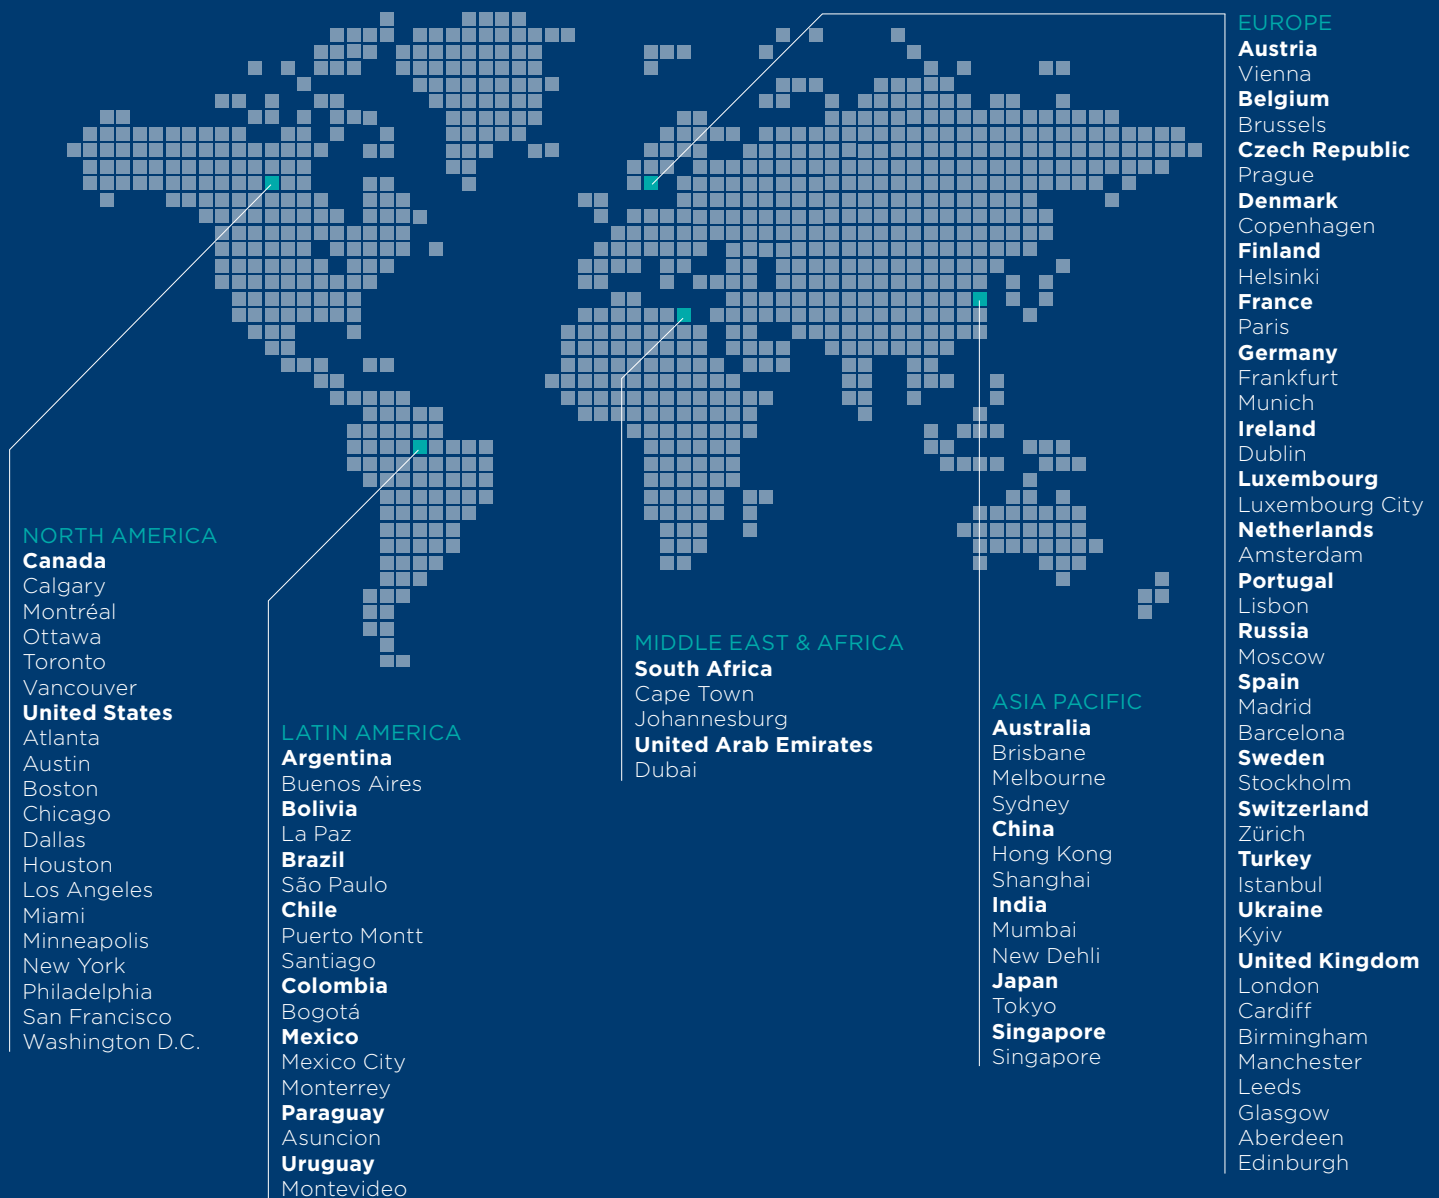 NORTH AMERICA
Canada
Calgary
Montréal
Ottawa
Toronto
Vancouver
United States
Atlanta
Austin
Boston
Chicago
Dallas
Houston
Los Angeles
Miami
Minneapolis
New York
Philadelphia
San Francisco
Washington D.C.
LATIN AMERICA
Argentina
Buenos Aires
Bolivia
La Paz
Brazil
São Paulo
Chile
Puerto Montt
Santiago
Colombia
Bogotá
Mexico
Mexico City
Monterrey
Paraguay
Asuncion
Uruguay
Montevideo
MIDDLE EAST & AFRICA
South Africa
Cape Town
Johannesburg
United Arab Emirates
Dubai
ASIA PACIFIC
Australia
Brisbane
Melbourne
Sydney
China
Hong Kong
Shanghai
India
Mumbai
New Dehli
Japan
Tokyo
Singapore
Singapore
EUROPE
Austria
Vienna
Belgium
Brussels
Czech Republic
Prague
Denmark
Copenhagen
Finland
Helsinki
France
Paris
Germany
Frankfurt
Munich
Ireland
Dublin
Luxembourg
Luxembourg City
Netherlands
Amsterdam
Portugal
Lisbon
Russia
Moscow
Spain
Madrid
Barcelona
Sweden
Stockholm
Switzerland
Zürich
Turkey
Istanbul
Ukraine
Kyiv
United Kingdom
London
Cardiff
Birmingham
Manchester
Leeds
Glasgow
Aberdeen
Edinburgh